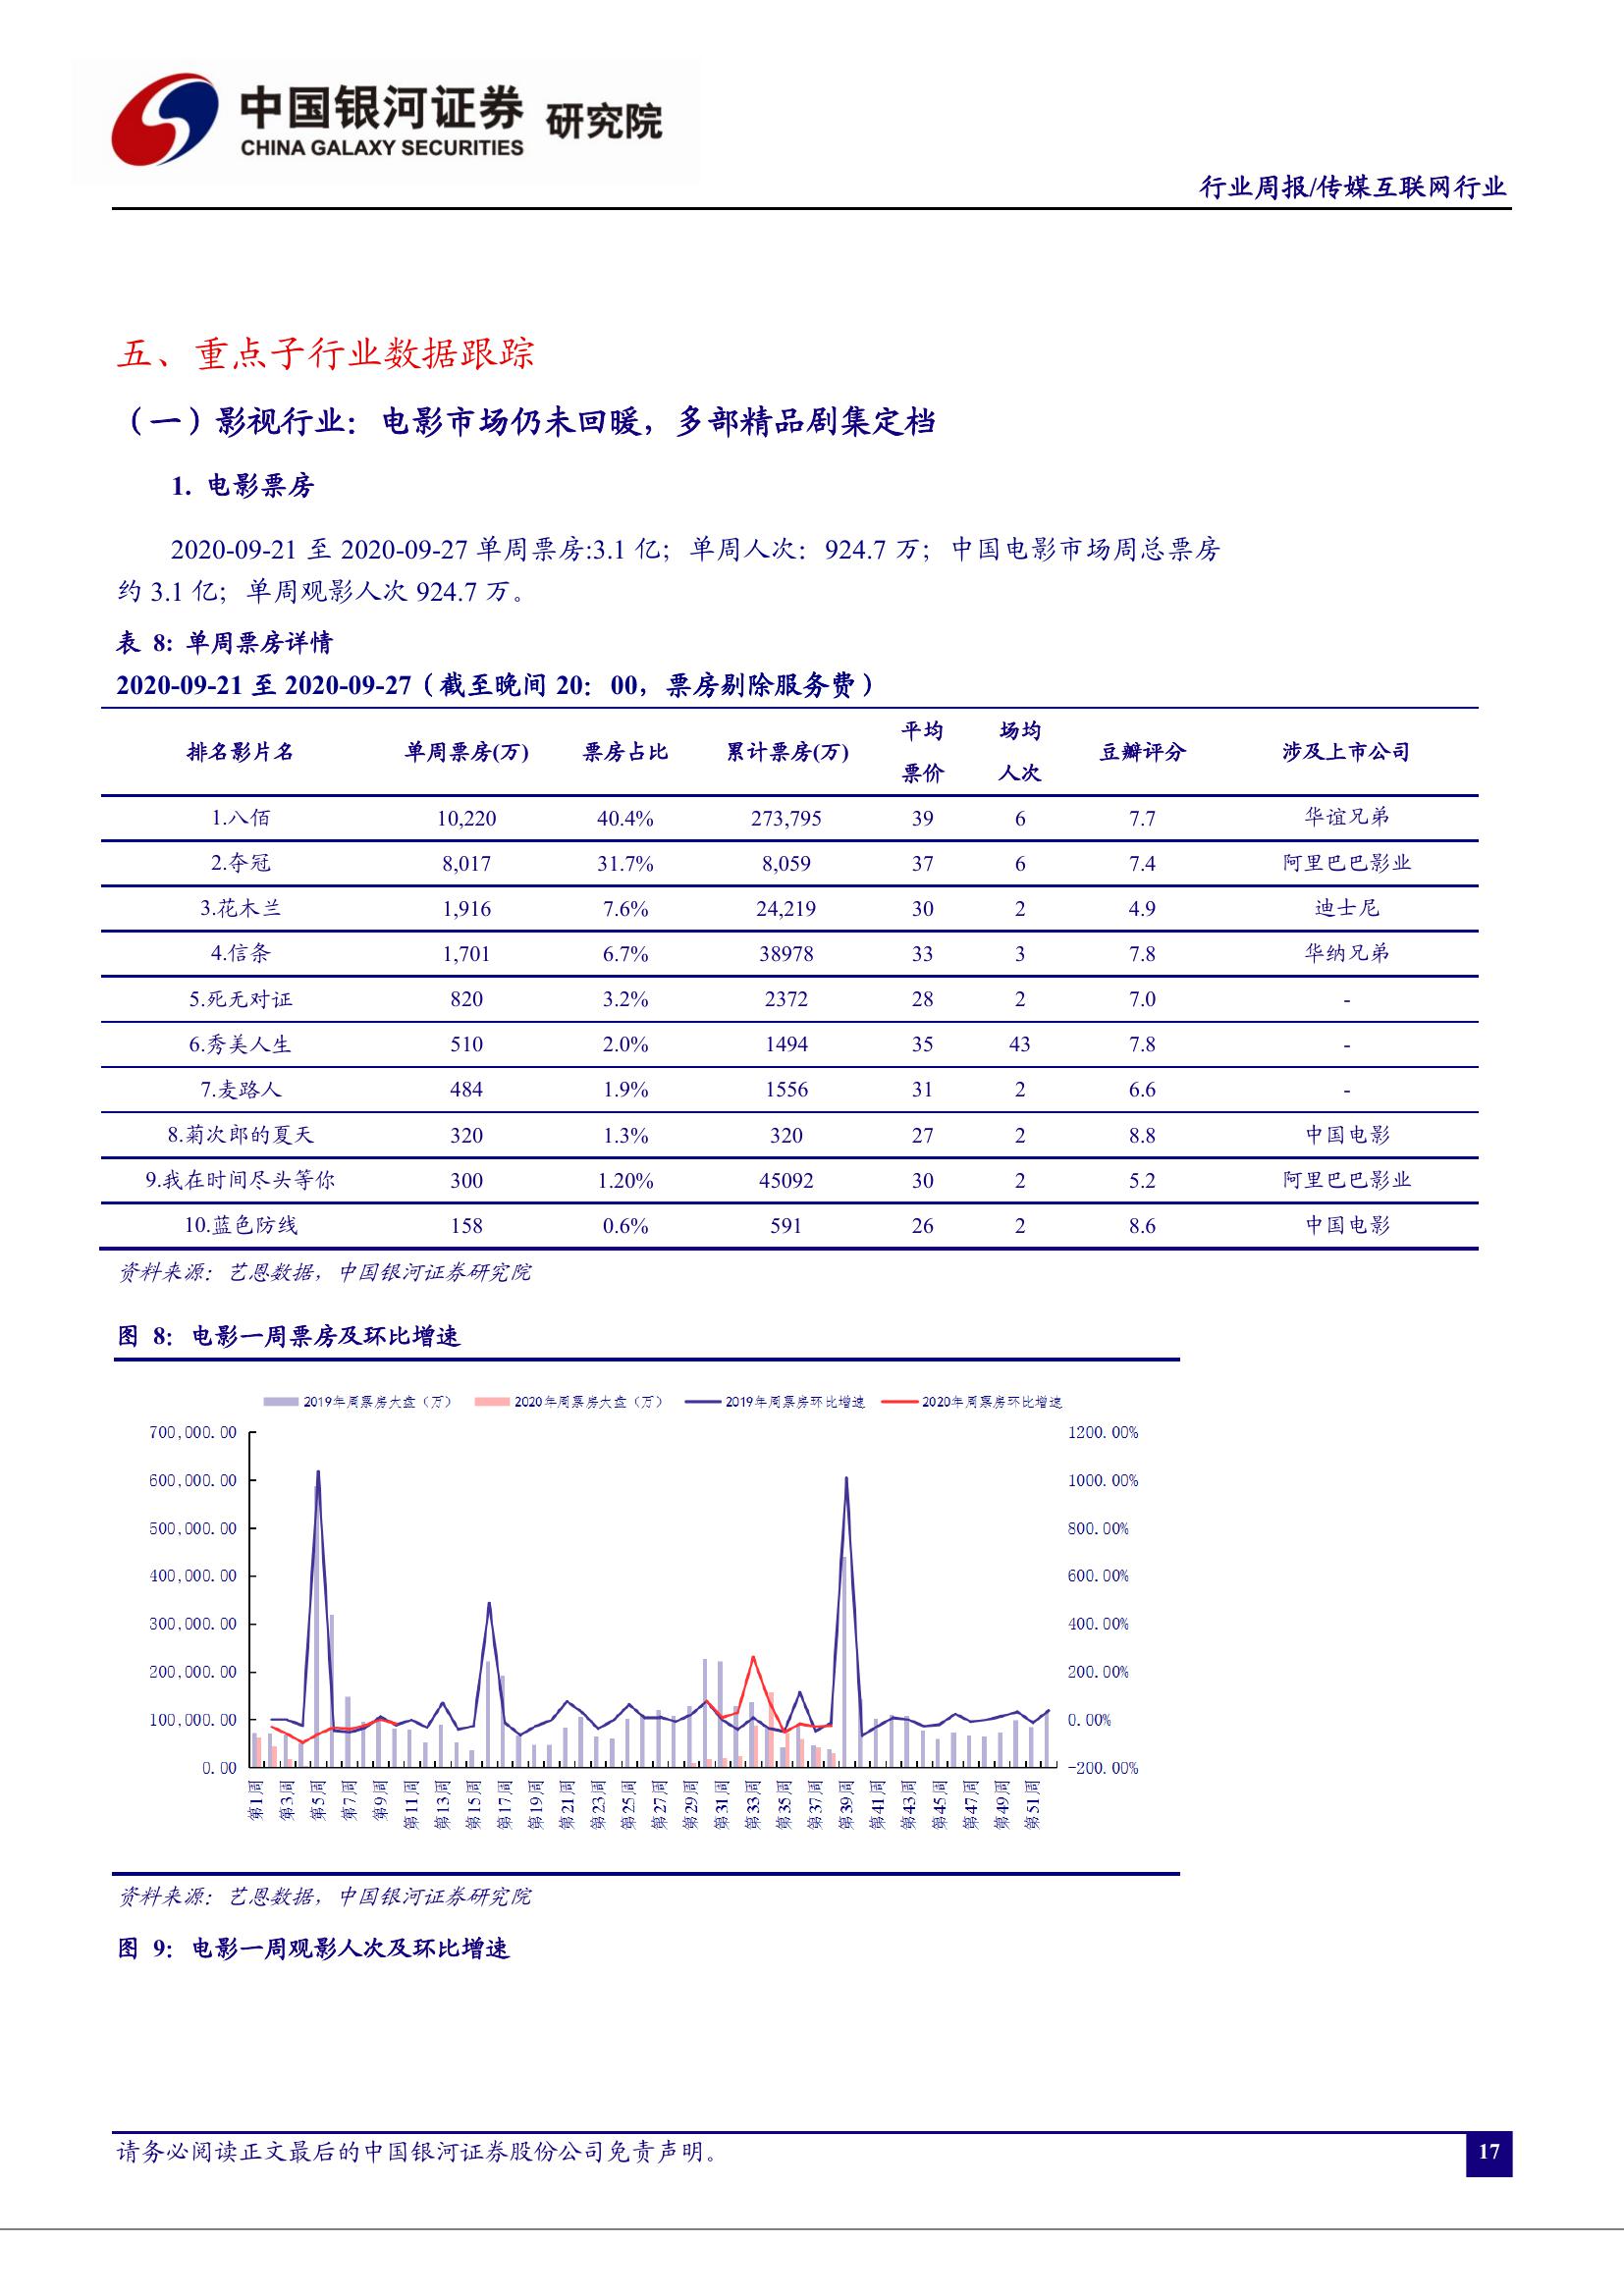 中国银河证券 研究院
CHINA GALAXY SECURITIES
行业周报/传媒互联网行业
五、重点子行业数据跟踪
（一）影视行业：电影市场仍未回暖，多部精品剧集定档
1. 电影票房
2020-09-21 至 2020-09-27 单周票房:3.1 亿；单周人次：924.7 万；中国电影市场周总票房
约 3.1 亿；单周观影人次 924.7 万。
表 8: 单周票房详情
2020-09-21 至 2020-09-27（截至晚间 20：00，票房剔除服务费）
排名影片名 单周票房(万) 票房占比 累计票房(万) 平均票价 场均人次 豆瓣评分 涉及上市公司
1.八佰 10,220 40.4% 273,795 39 6 7.7 华谊兄弟
2.夺冠 8,017 31.7% 8,059 37 6 7.4 阿里巴巴影业
3.花木兰 1,916 7.6% 24,219 30 2 4.9 迪士尼
4.信条 1,701 6.7% 38978 33 3 7.8 华纳兄弟
5.死无对证 820 3.2% 2372 28 2 7.0 -
6.秀美人生 510 2.0% 1494 35 43 7.8 -
7.麦路人 484 1.9% 1556 31 2 6.6 -
8.菊次郎的夏天 320 1.3% 320 27 2 8.8 中国电影
9.我在时间尽头等你 300 1.20% 45092 30 2 5.2 阿里巴巴影业
10.蓝色防线 158 0.6% 591 26 2 8.6 中国电影
资料来源：艺恩数据，中国银河证券研究院
图 8：电影一周票房及环比增速
2019年周票房大盘（万） 2020年周票房大盘（万） 2019年周票房环比增速 2020年周票房环比增速
700,000.00 1200.00%
600,000.00 1000.00%
500,000.00 800.00%
400,000.00 600.00%
300,000.00 400.00%
200,000.00 200.00%
100,000.00 0.00%
0.00 -200.00%
第1周 第3周 第5周 第7周 第9周 第11周 第13周 第15周 第17周 第19周 第21周 第23周 第25周 第27周 第29周 第31周 第33周 第35周 第37周 第39周 第41周 第43周 第45周 第47周 第49周 第51周
资料来源：艺恩数据，中国银河证券研究院
图 9：电影一周观影人次及环比增速
请务必阅读正文最后的中国银河证券股份公司免责声明。
17